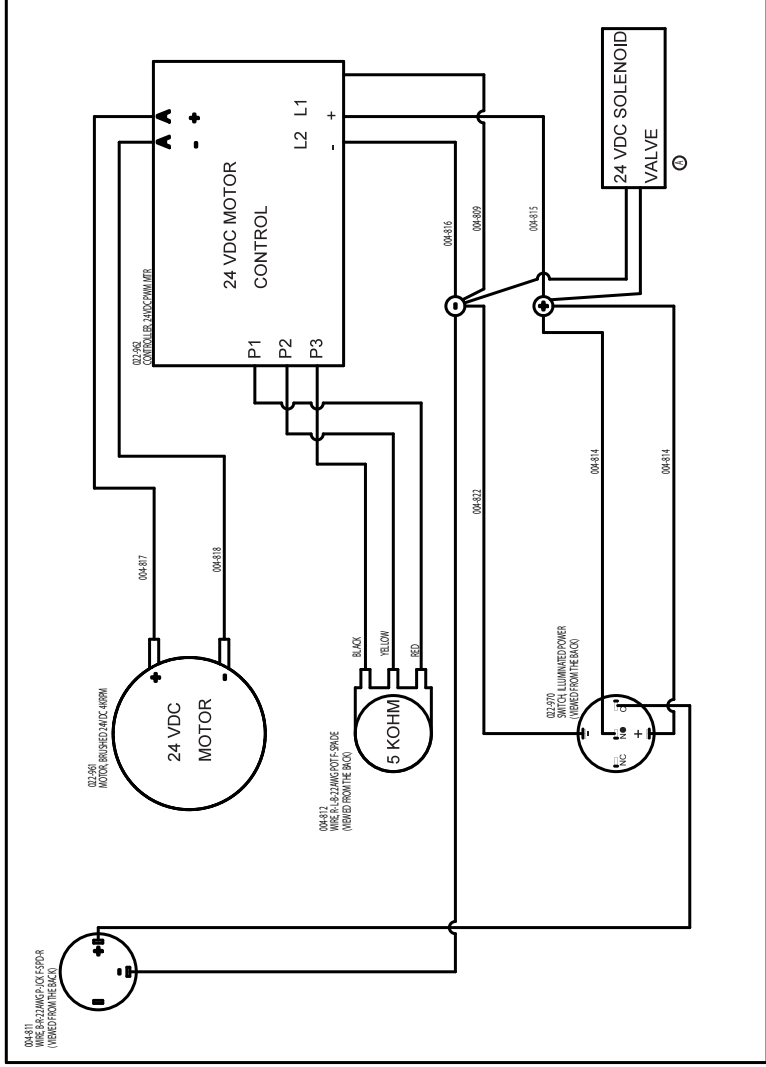 24 VDC SOLENOID
VALVE
A
A
A
+
-
L2 L1
- +
24 VDC MOTOR
CONTROL
022-962
CONTROLLER, 24VDC PWM MTR
P1
P2
P3
004-816
004-809
004-815
-
+
004-817
004-818
004-822
004-814
004-814
022-961
MOTOR, BRUSHED 24VDC 4KRPM
+
-
24 VDC
MOTOR
BLACK
YELLOW
RED
5 KOHM
004-812
WIRE, R-L-B-22AWG POT F-SPADE
(VIEWED FROM THE BACK)
022-970
SWITCH, ILLUMINATED POWER
(VIEWED FROM THE BACK)
-
C
NO
NC
+
+
-
004-811
WIRE, B-R-22AWG P-JCK F-SPD-R
(VIEWED FROM THE BACK)